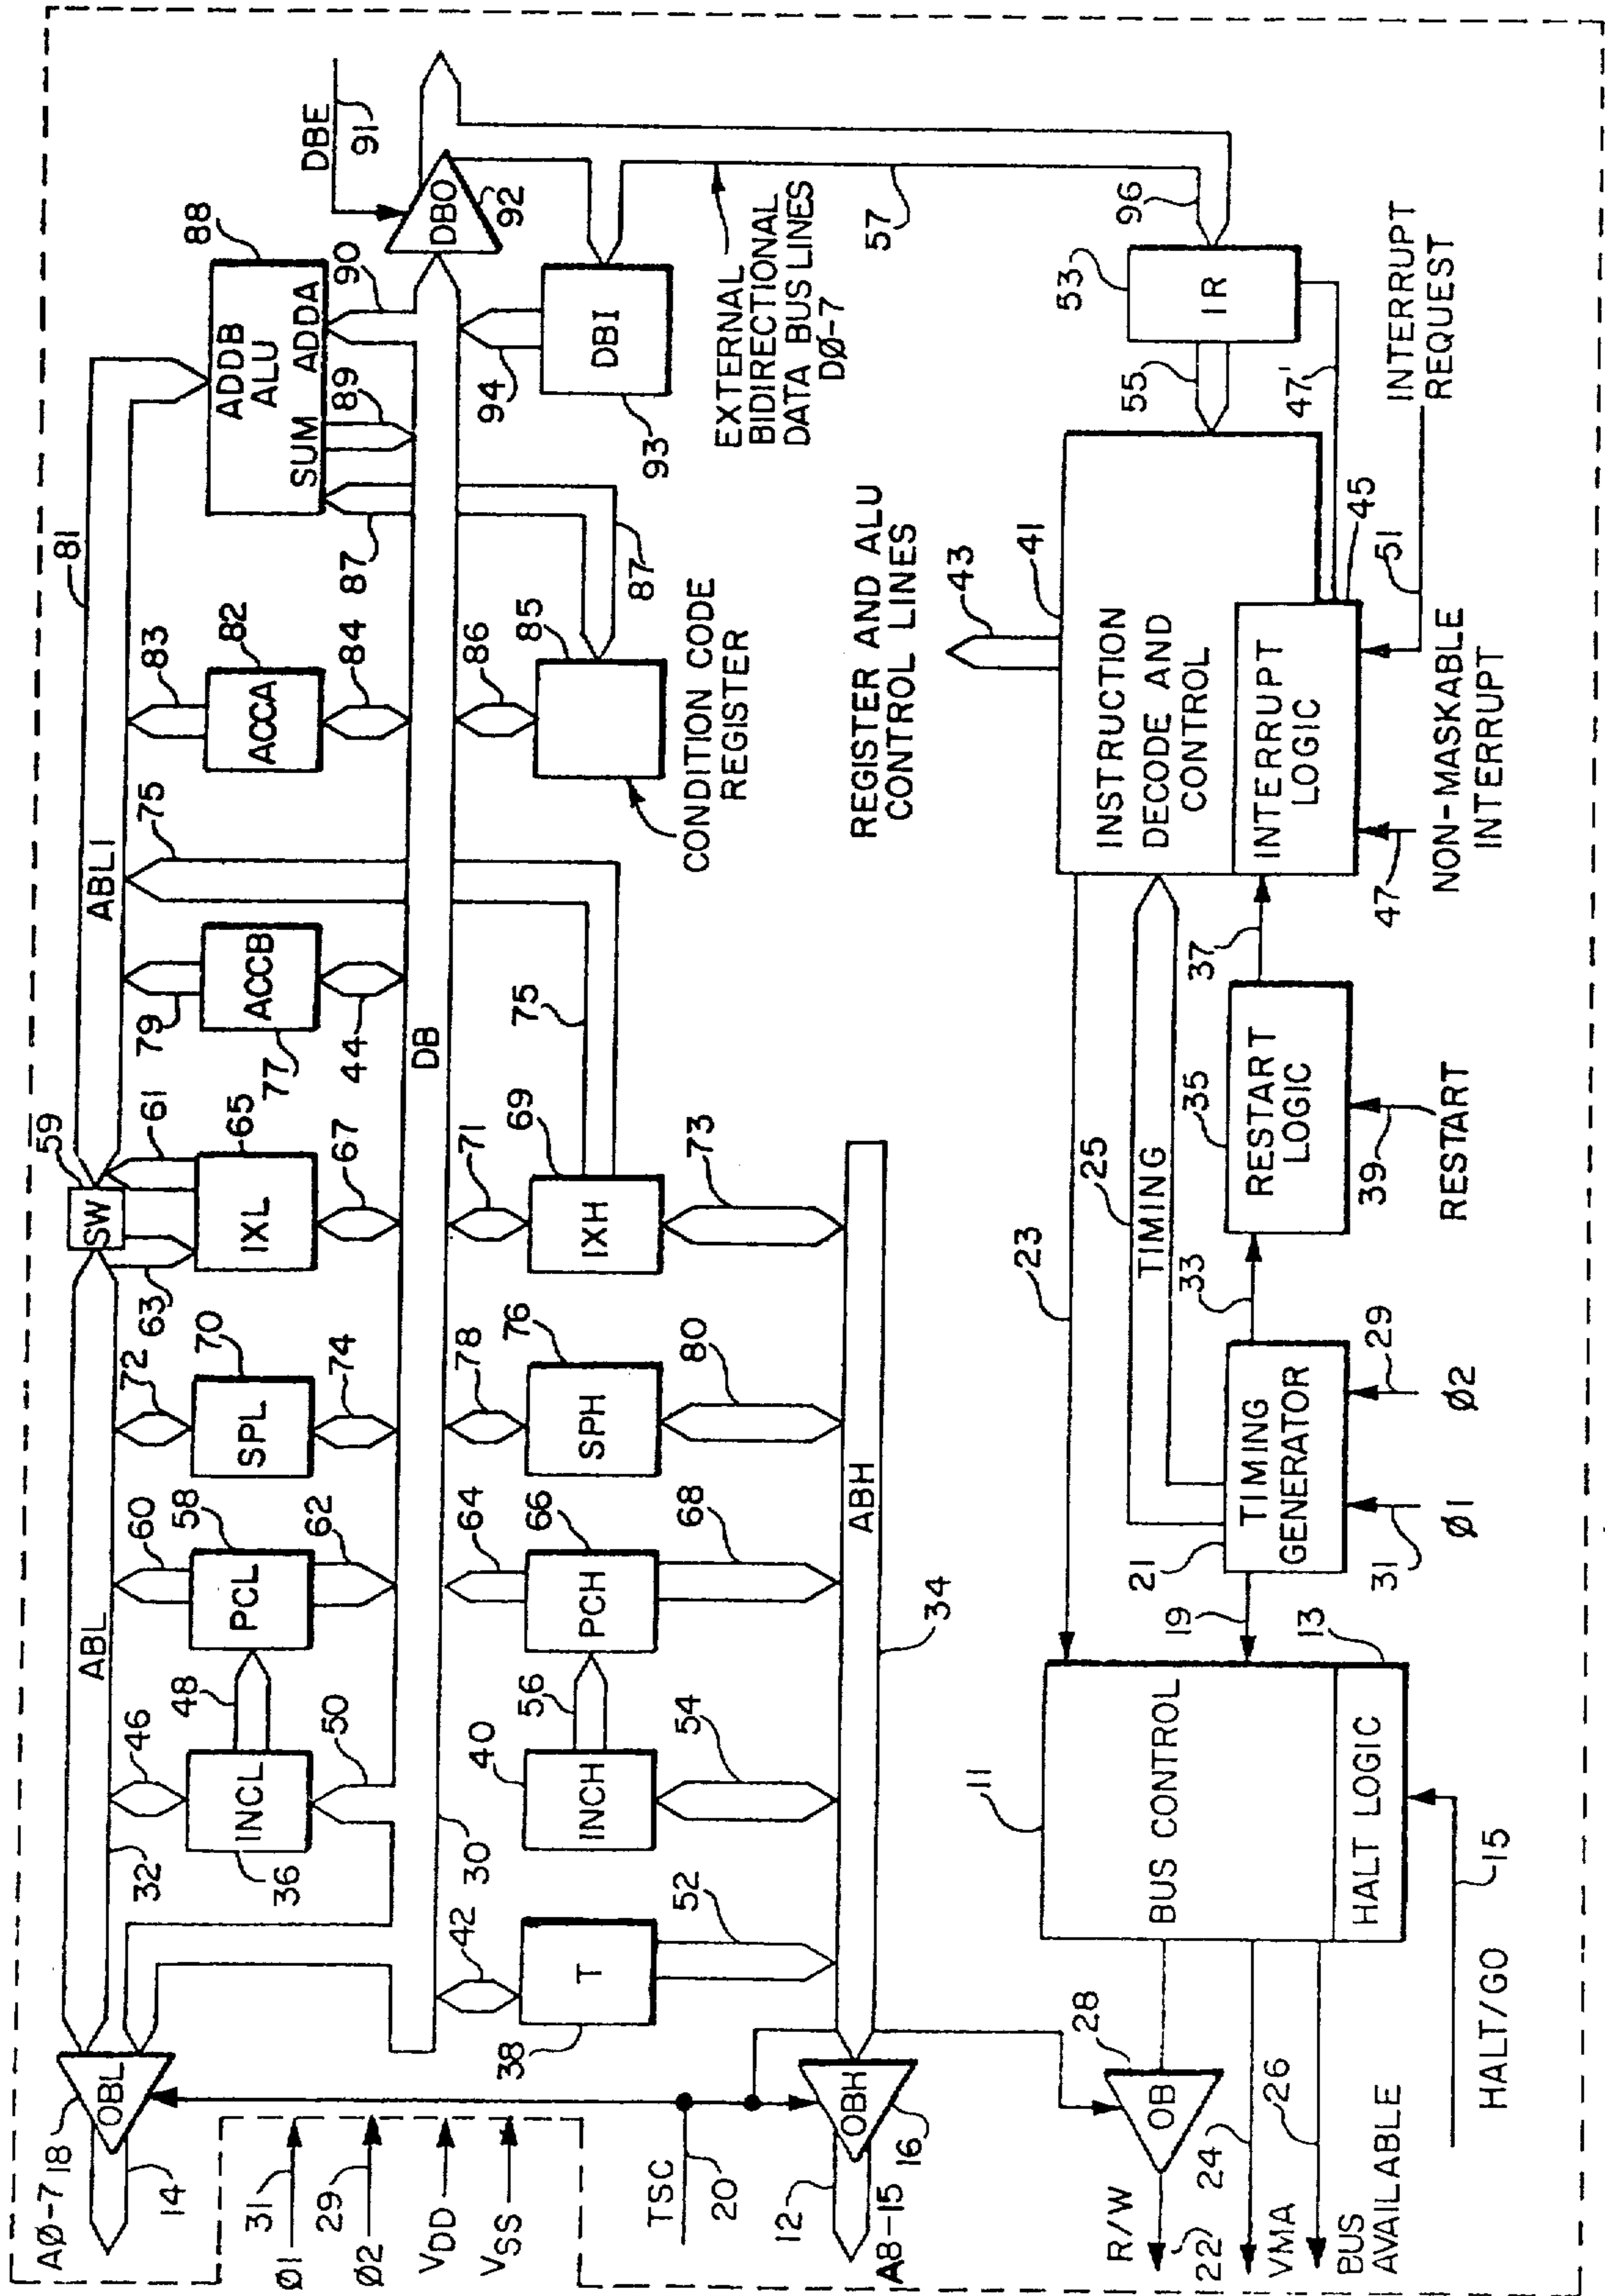 AØ-7
18
OBL
14
31
Ø1
29
Ø2
VDD
VSS
TSC
20
12
A8-15
OBH
16
R/W
22
OB
28
24
VMA
26
BUS
AVAILABLE
ABL
32
46
INCL
36
48
50
60
PCL
58
62
72
SPL
70
74
63
SW
59
61
IXL
65
67
ABLI
81
79
ACCB
77
44
75
83
ACCA
82
84
87
88
ADDB
ALU
SUM ADDA
89
90
DBE
91
DBO
92
DB
30
42
T
38
52
INCH
40
56
54
64
PCH
66
68
78
SPH
76
80
71
IXH
69
73
75
86
85
CONDITION CODE
REGISTER
87
94
DBI
93
EXTERNAL
BIDIRECTIONAL
DATA BUS LINES
DØ-7
57
ABH
34
11
BUS CONTROL
HALT LOGIC
13
15
HALT/GO
19
21
TIMING
GENERATOR
31
Ø1
29
Ø2
23
25
TIMING
33
35
RESTART
LOGIC
39
RESTART
37
REGISTER AND ALU
CONTROL LINES
43
41
INSTRUCTION
DECODE AND
CONTROL
INTERRUPT
LOGIC
45
47
NON-MASKABLE
INTERRUPT
51
INTERRUPT
REQUEST
47'
55
53
IR
96